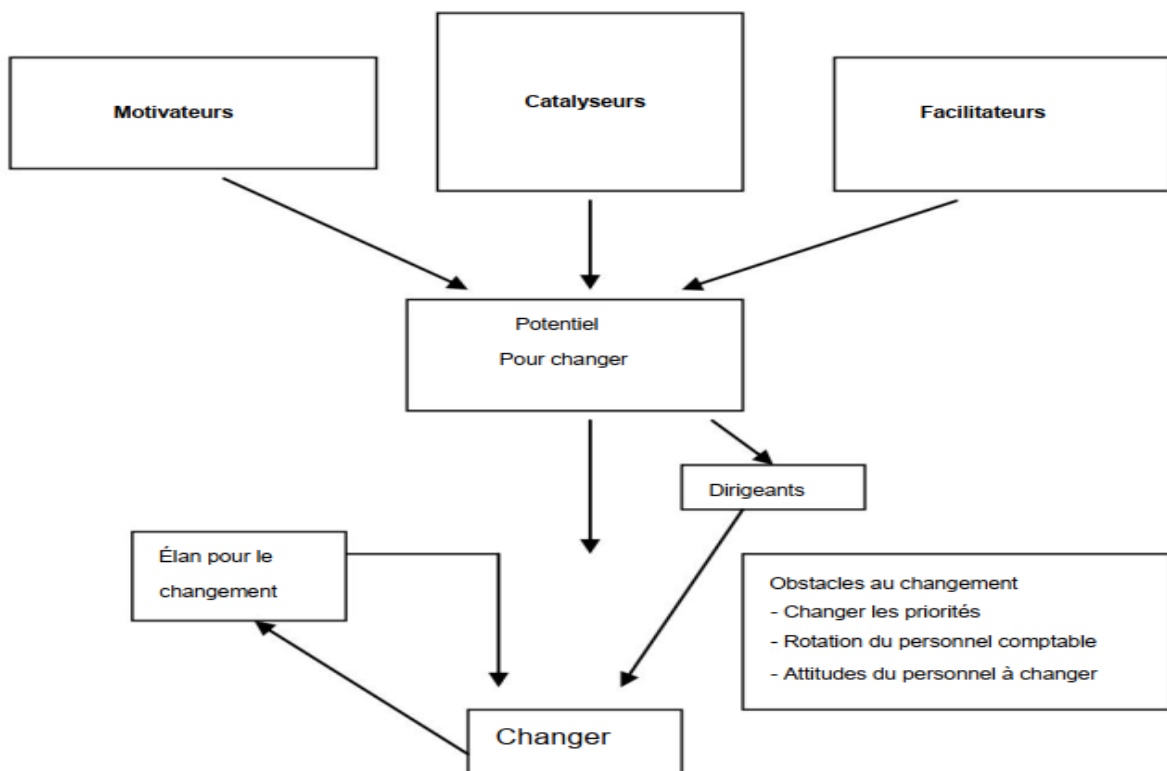 Motivateurs
Catalyseurs
Facilitateurs
Potentiel
Pour changer
Dirigeants
Élan pour le
changement
Obstacles au changement
- Changer les priorités
- Rotation du personnel comptable
- Attitudes du personnel à changer
Changer